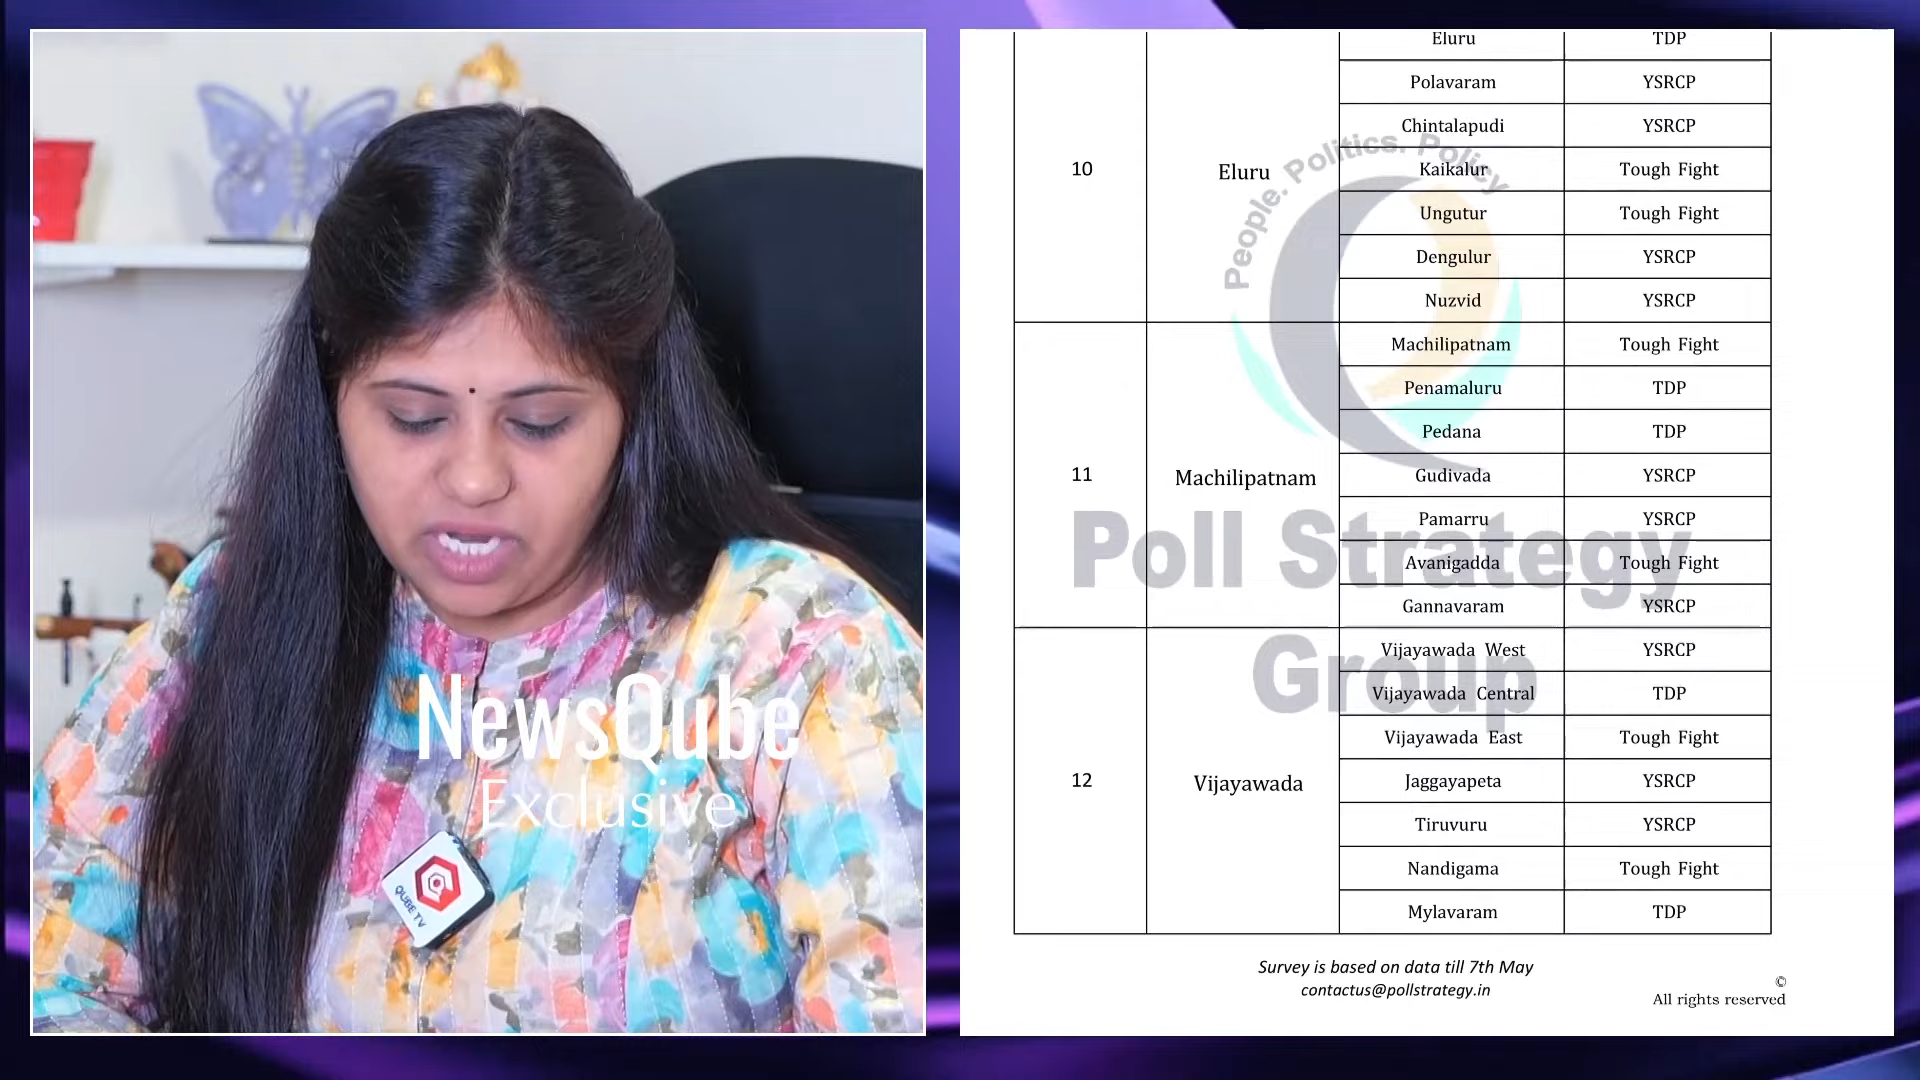 NewsQube
Exclusive
QUBE TV
People. Politics. Policy
Poll Strategy
Group
Eluru TDP
Polavaram YSRCP
Chintalapudi YSRCP
10 Eluru Kaikalur Tough Fight
Ungutur Tough Fight
Dengulur YSRCP
Nuzvid YSRCP
Machilipatnam Tough Fight
Penamaluru TDP
Pedana TDP
11 Machilipatnam Gudivada YSRCP
Pamarru YSRCP
Avanigadda Tough Fight
Gannavaram YSRCP
Vijayawada West YSRCP
Vijayawada Central TDP
Vijayawada East Tough Fight
12 Vijayawada Jaggayapeta YSRCP
Tiruvuru YSRCP
Nandigama Tough Fight
Mylavaram TDP
Survey is based on data till 7th May
contactus@pollstrategy.in
©
All rights reserved